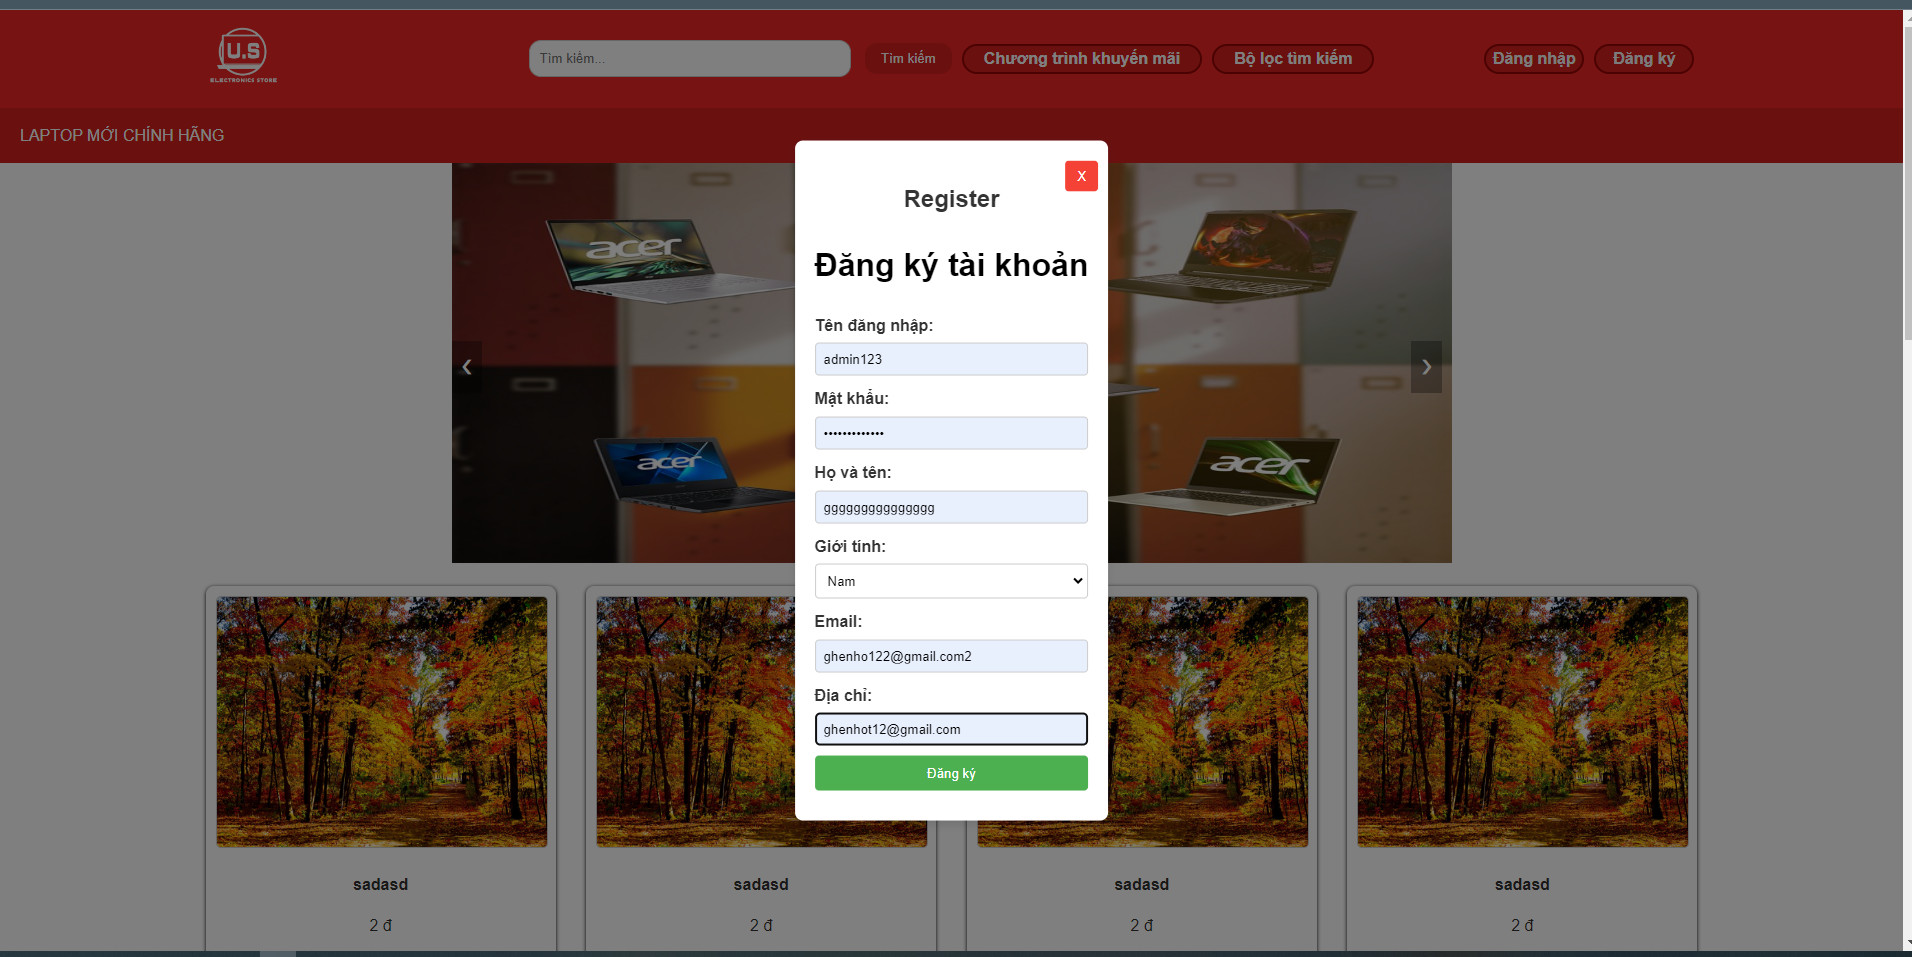 U.S
ELECTRONICS STORE
Tìm kiếm...
Tìm kiếm
Chương trình khuyến mãi
Bộ lọc tìm kiếm
Đăng nhập
Đăng ký
LAPTOP MỚI CHÍNH HÃNG
X
Register
Đăng ký tài khoản
Tên đăng nhập:
admin123
Mật khẩu:
•••••••••••••
Họ và tên:
ggggggggggggggg
Giới tính:
Nam
Email:
ghenho122@gmail.com2
Địa chỉ:
ghenhot12@gmail.com
Đăng ký
acer
acer
acer
‹
›
sadasd
sadasd
sadasd
sadasd
2 đ
2 đ
2 đ
2 đ